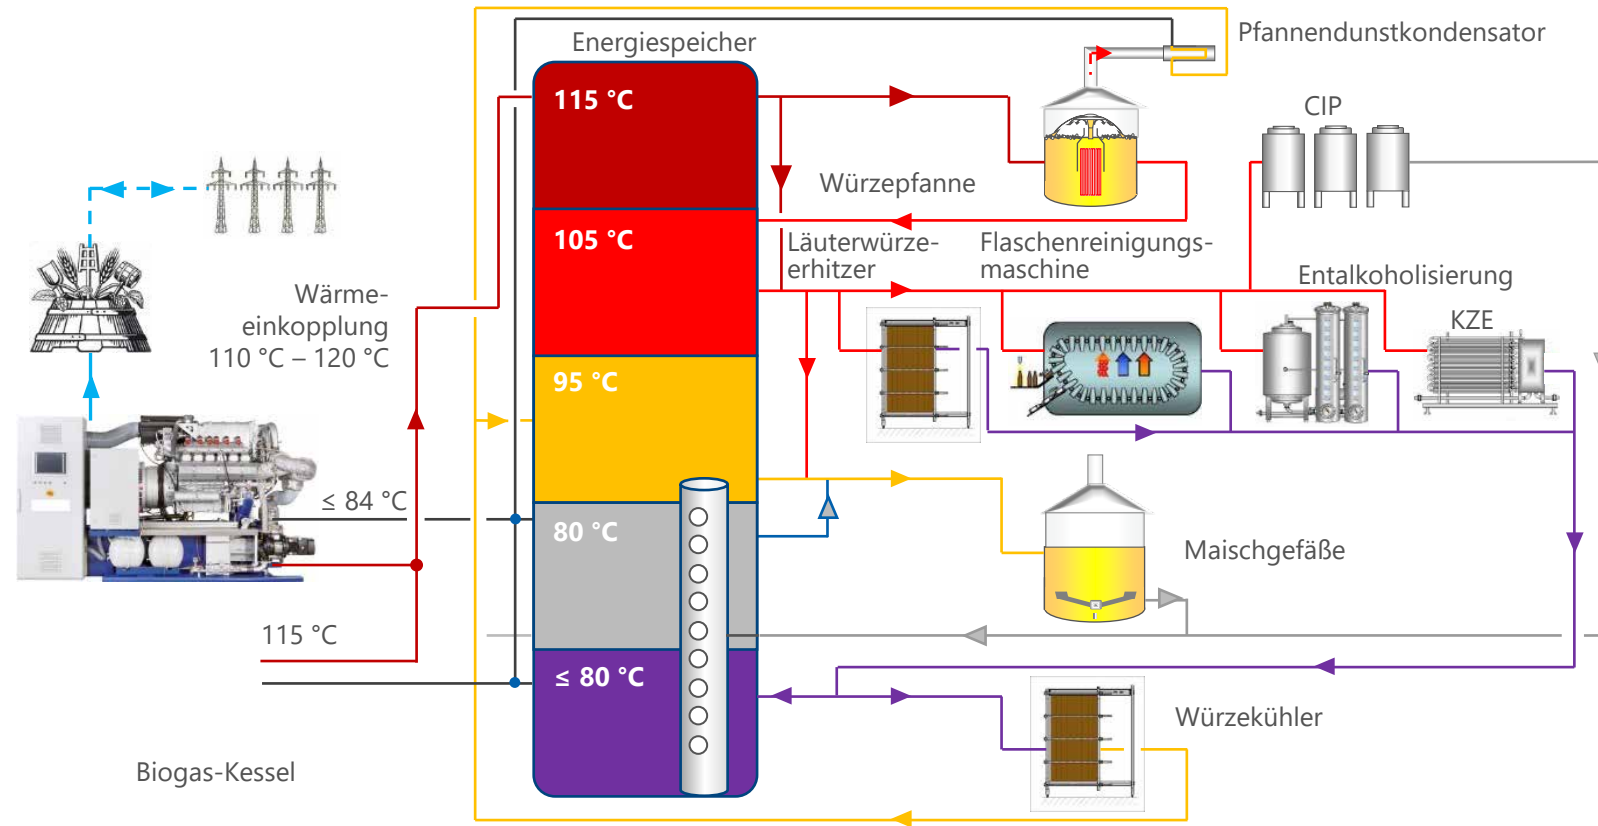 Energiespeicher
Pfannendunstkondensator
115 °C
CIP
Würzepfanne
105 °C
Läuterwürze-
erhitzer
Flaschenreinigungs-
maschine
Entalkoholisierung
KZE
Wärme-
einkopplung
110 °C – 120 °C
95 °C
≤ 84 °C
80 °C
Maischgefäße
115 °C
≤ 80 °C
Würzekühler
Biogas-Kessel